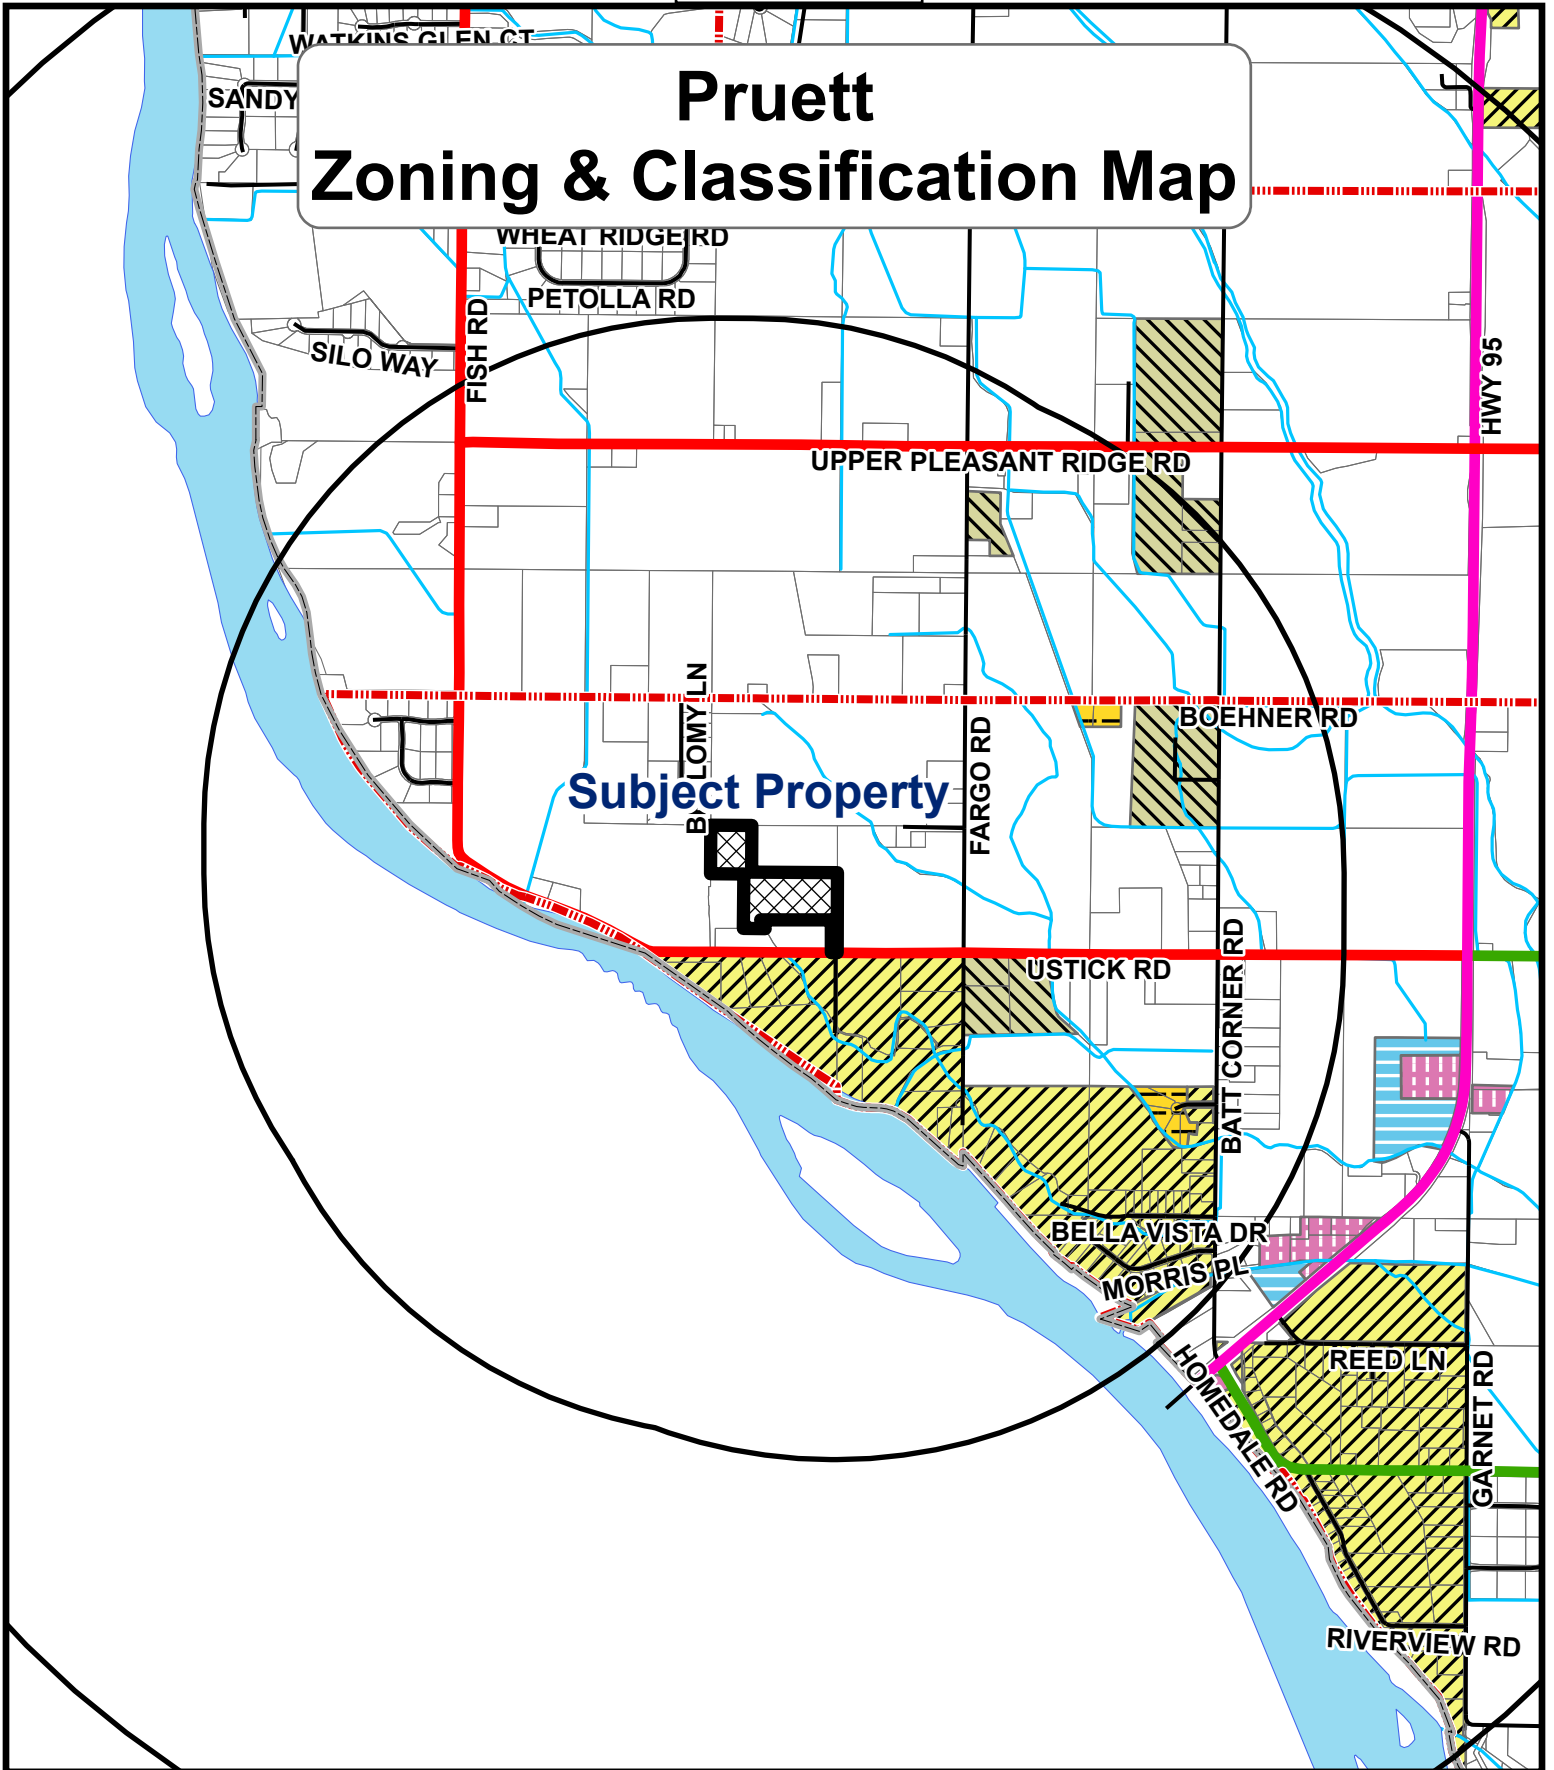 WATKINS GLEN CT
SANDY
Pruett
Zoning & Classification Map
WHEAT RIDGE RD
PETOLLA RD
FISH RD
SILO WAY
HWY 95
UPPER PLEASANT RIDGE RD
LOMY LN
BOEHNER RD
FARGO RD
Subject Property
USTICK RD
BATT CORNER RD
BELLA VISTA DR
MORRIS PL
HOMEDALE RD
REED LN
GARNET RD
RIVERVIEW RD